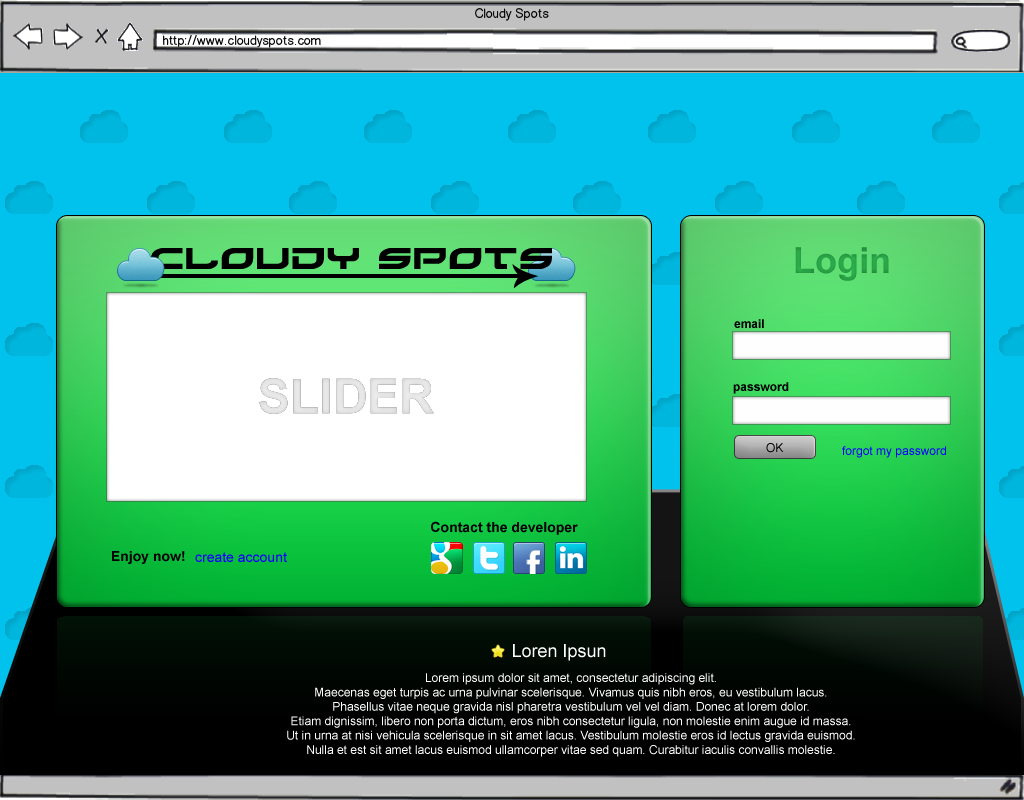 Cloudy Spots
http://www.cloudyspots.com
CLOUDY SPOTS
SLIDER
Enjoy now! create account
Contact the developer
Login
email
password
OK forgot my password
Loren Ipsun
Lorem ipsum dolor sit amet, consectetur adipiscing elit.
Maecenas eget turpis ac urna pulvinar scelerisque. Vivamus quis nibh eros, eu vestibulum lacus.
Phasellus vitae neque gravida nisl pharetra vestibulum vel vel diam. Donec at lorem dolor.
Etiam dignissim, libero non porta dictum, eros nibh consectetur ligula, non molestie enim augue id massa.
Ut in urna at nisi vehicula scelerisque in sit amet lacus. Vestibulum molestie eros id lectus gravida euismod.
Nulla et est sit amet lacus euismod ullamcorper vitae sed quam. Curabitur iaculis convallis molestie.